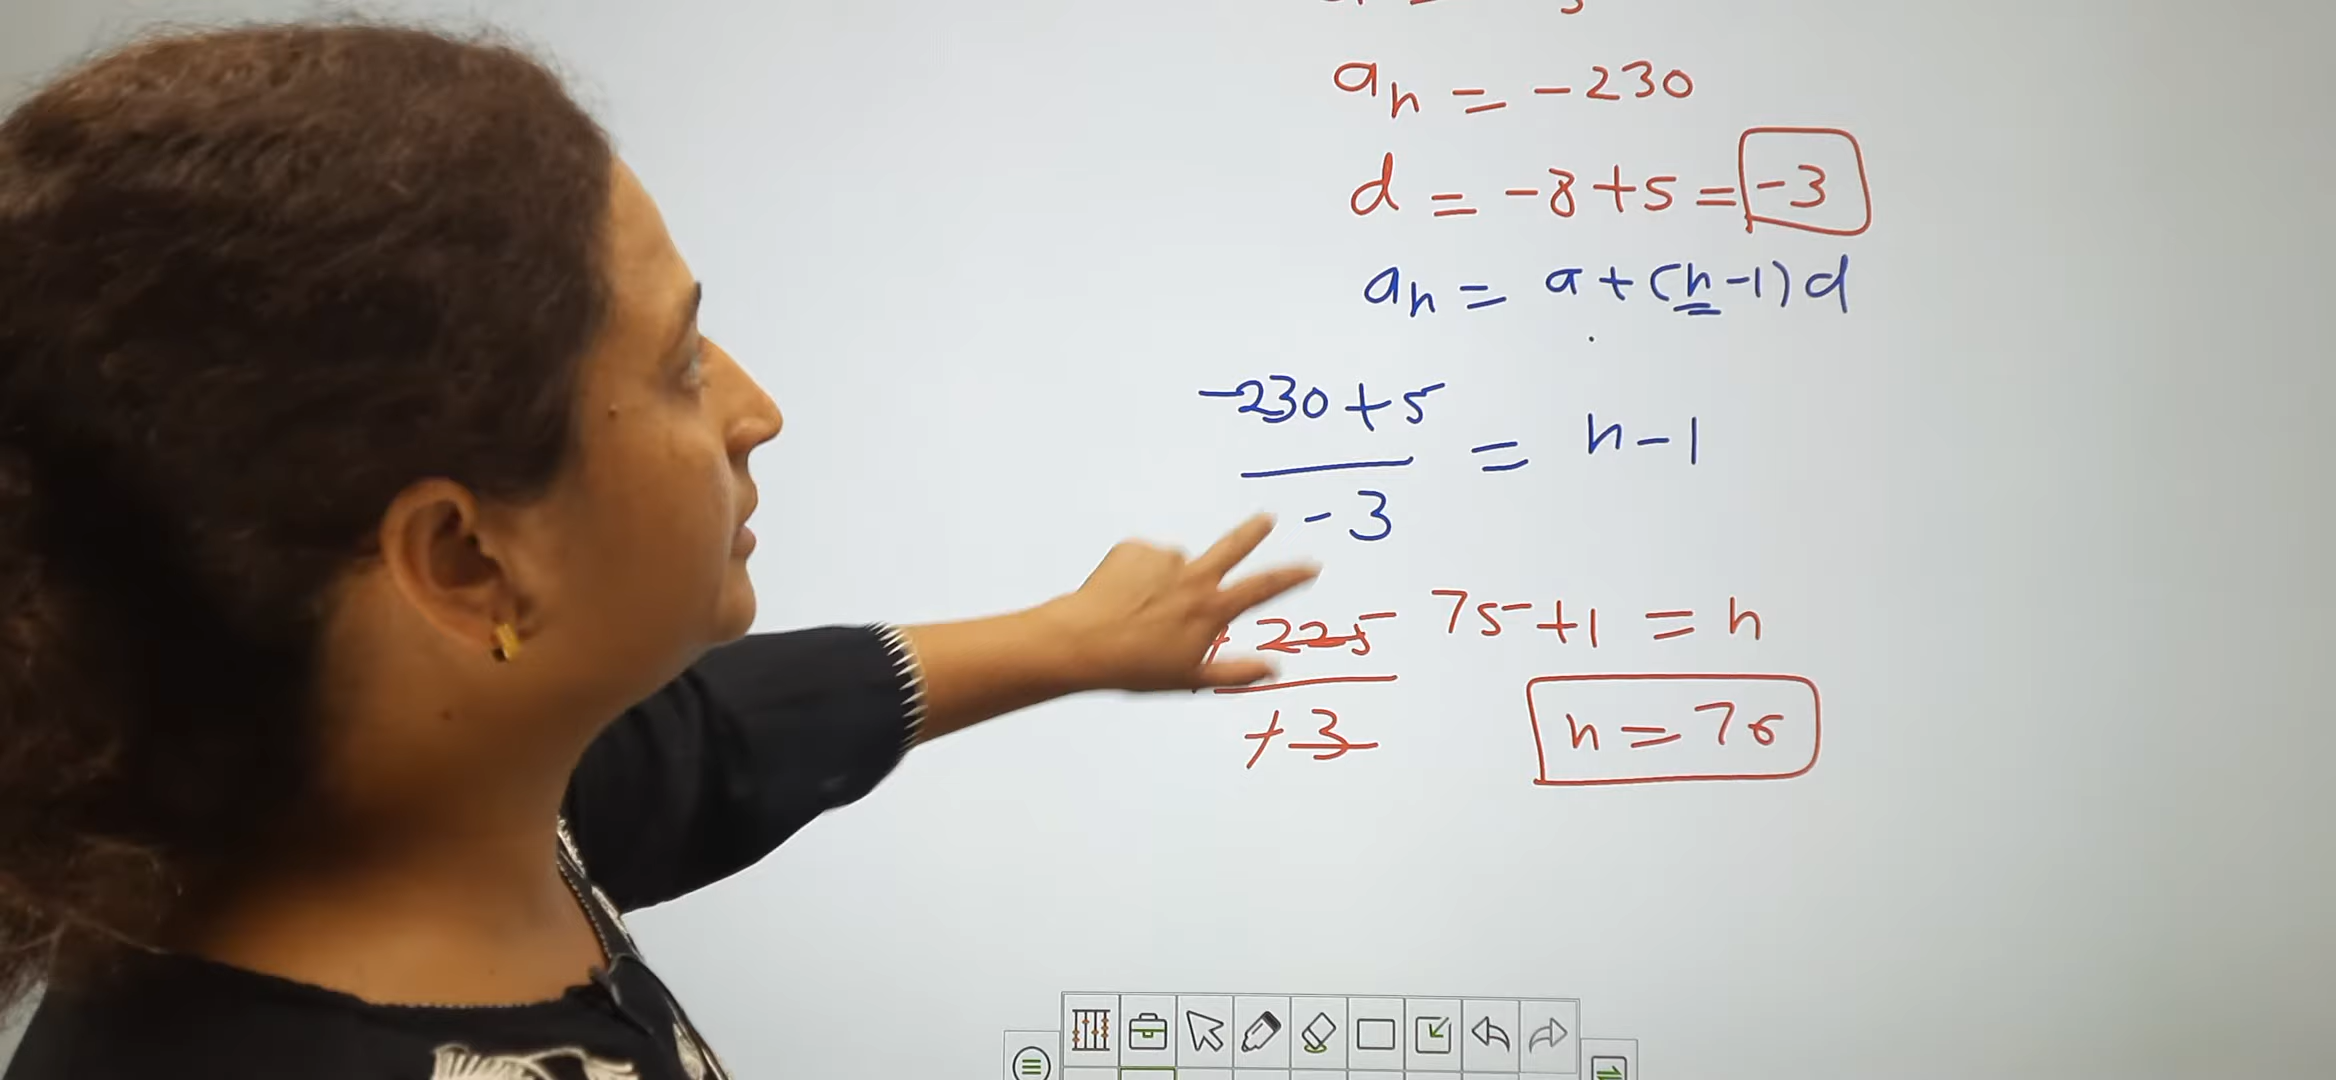 an = -230
d = -8+5 = -3
an = a+(n-1)d
-230+5 / -3 = n-1
225 / -3 75+1 = n
n = 76